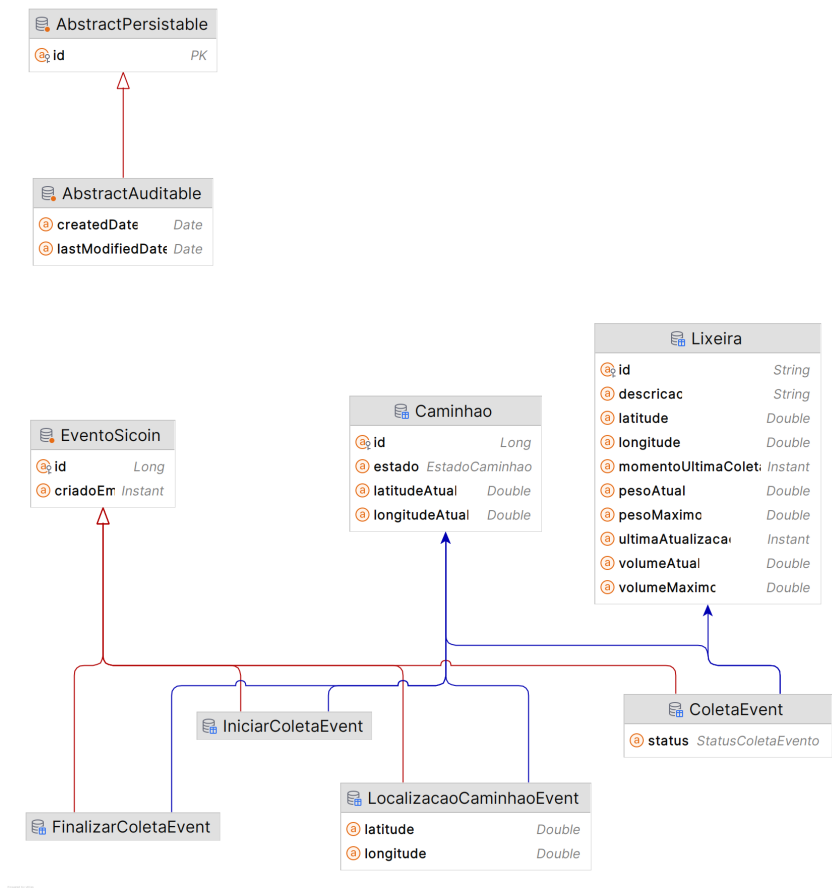 AbstractPersistable
id PK
AbstractAuditable
createdDate Date
lastModifiedDate Date
Lixeira
id String
descricac String
latitude Double
longitude Double
momentoUltimaColeta Instant
pesoAtual Double
pesoMaximo Double
ultimaAtualizacao Instant
volumeAtual Double
volumeMaximo Double
Caminhao
id Long
estado EstadoCaminhao
latitudeAtual Double
longitudeAtual Double
EventoSicoin
id Long
criadoEm Instant
ColetaEvent
status StatusColetaEvento
IniciarColetaEvent
LocalizacaoCaminhaoEvent
latitude Double
longitude Double
FinalizarColetaEvent